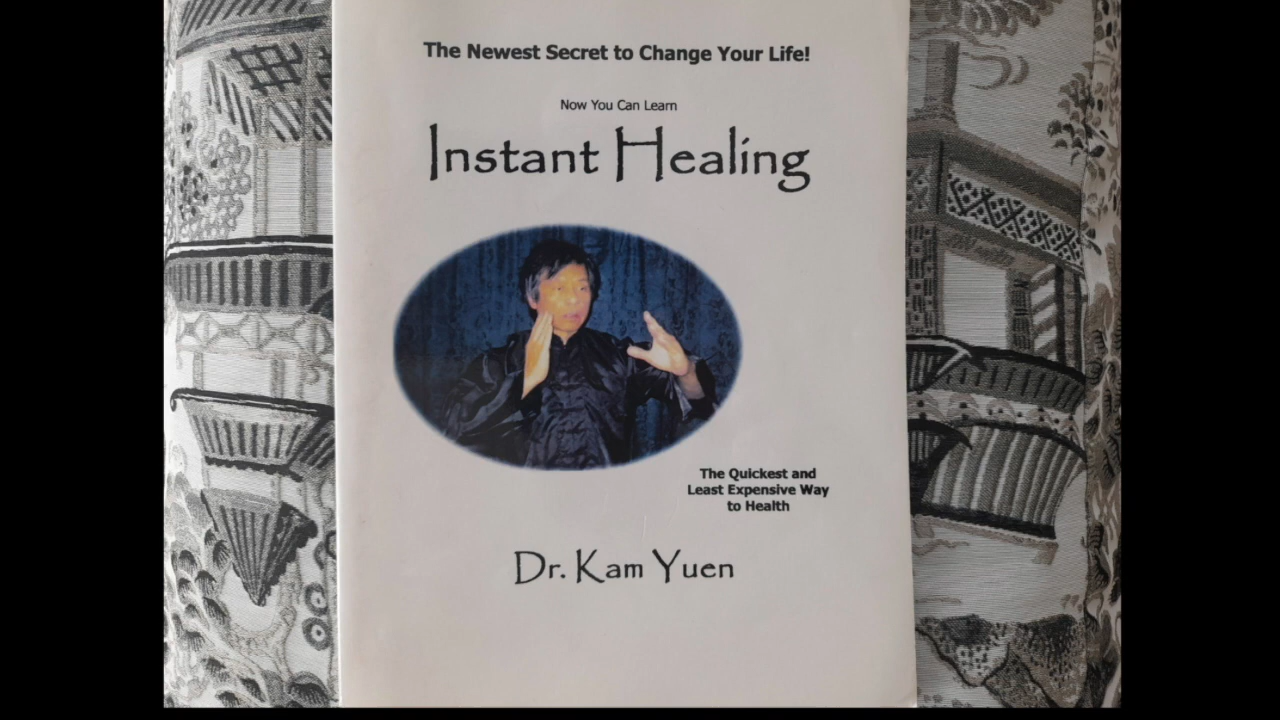 The Newest Secret to Change Your Life!
Now You Can Learn
Instant Healing
The Quickest and
Least Expensive Way
to Health
Dr. Kam Yuen